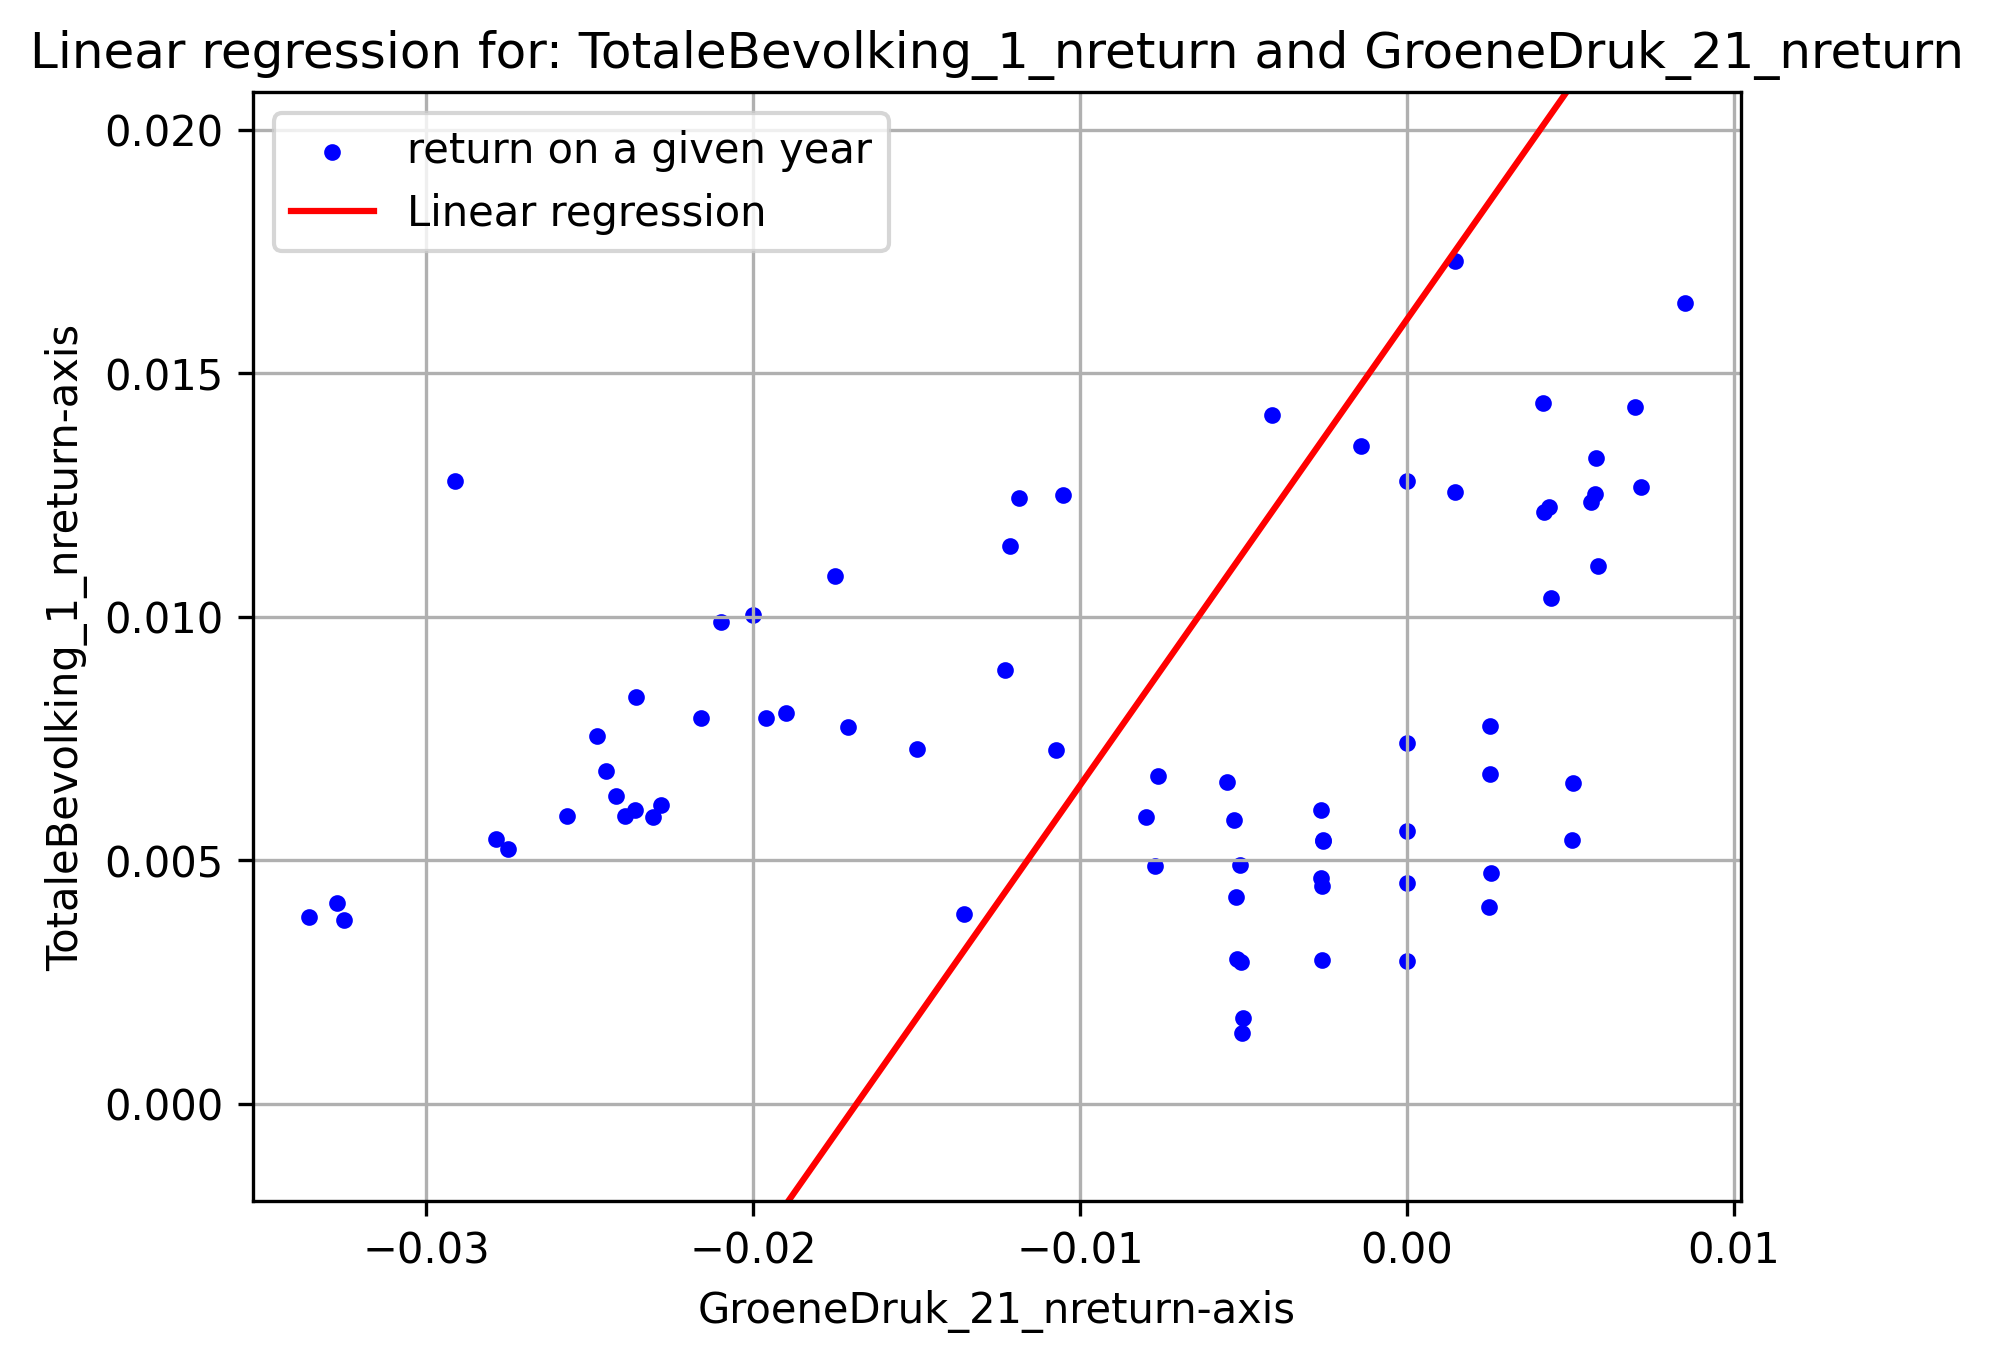 Linear regression for: TotaleBevolking_1_nreturn and GroeneDruk_21_nreturn
return on a given year
Linear regression
TotaleBevolking_1_nreturn-axis
0.020
0.015
0.010
0.005
0.000
−0.03 −0.02 −0.01 0.00 0.01
GroeneDruk_21_nreturn-axis